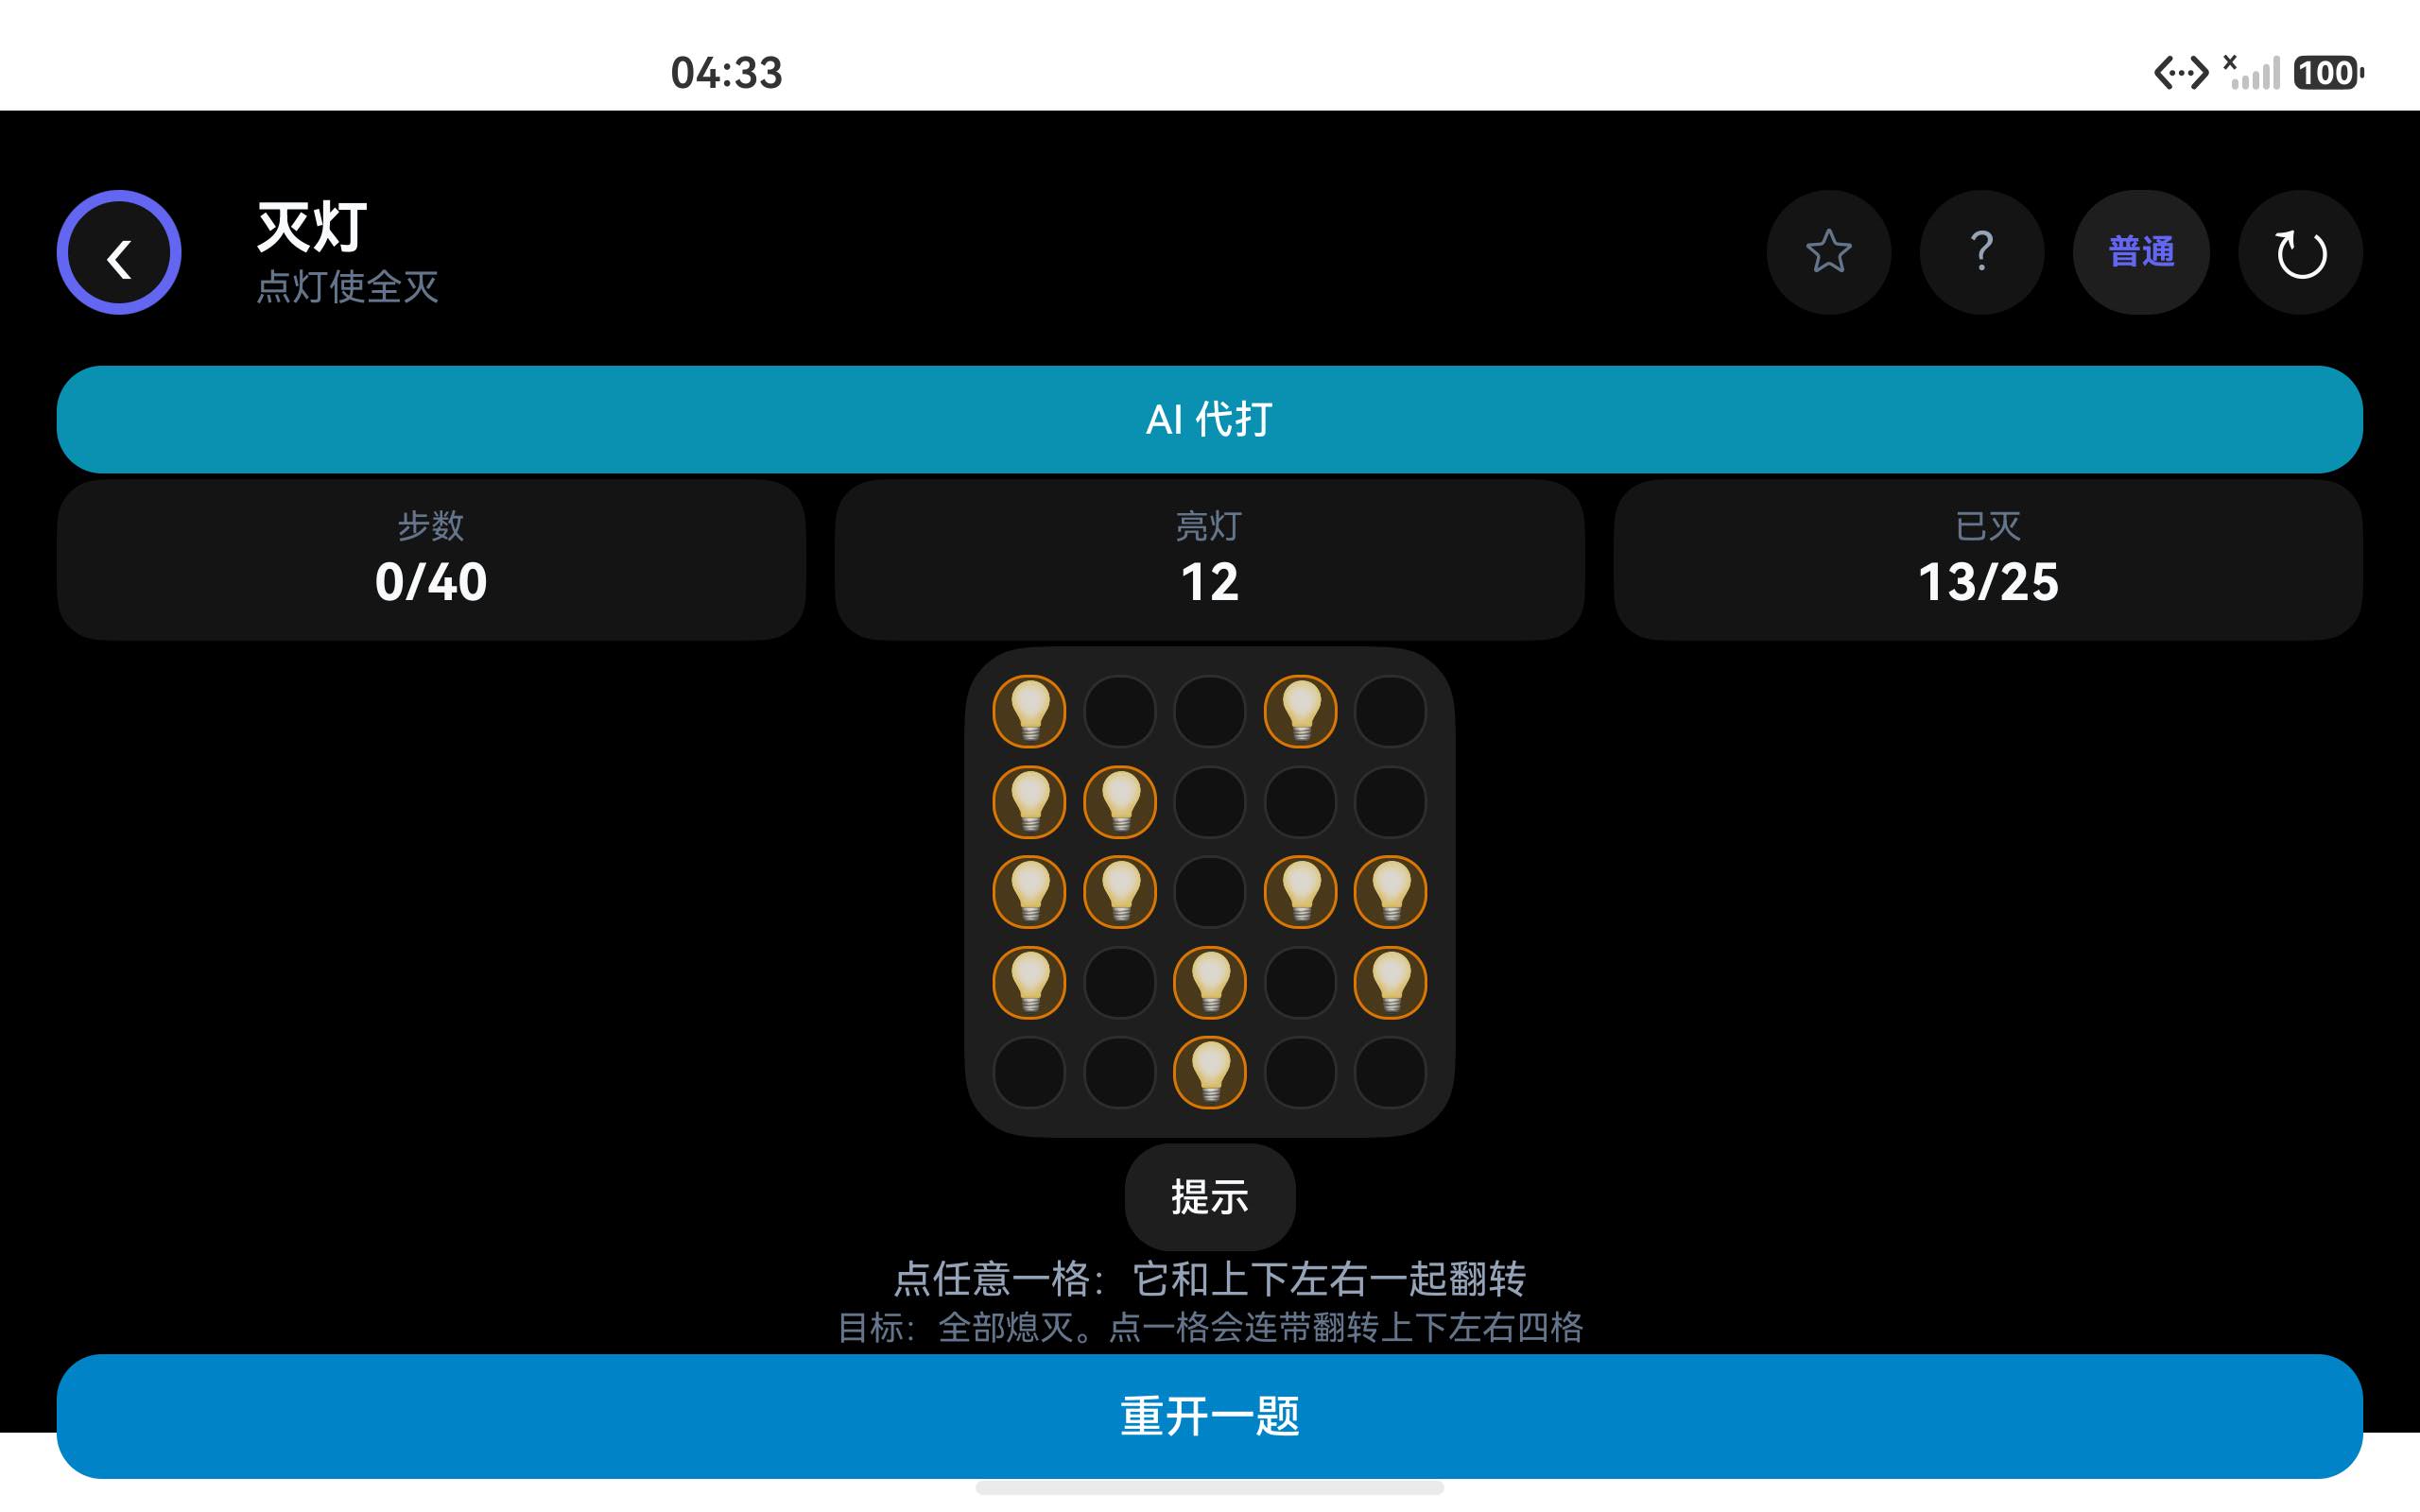 04:33
100
灭灯
点灯使全灭
?
普通
AI 代打
步数
0/40
亮灯
12
已灭
13/25
提示
点任意一格：它和上下左右一起翻转
目标：全部熄灭。点一格会连带翻转上下左右四格
重开一题